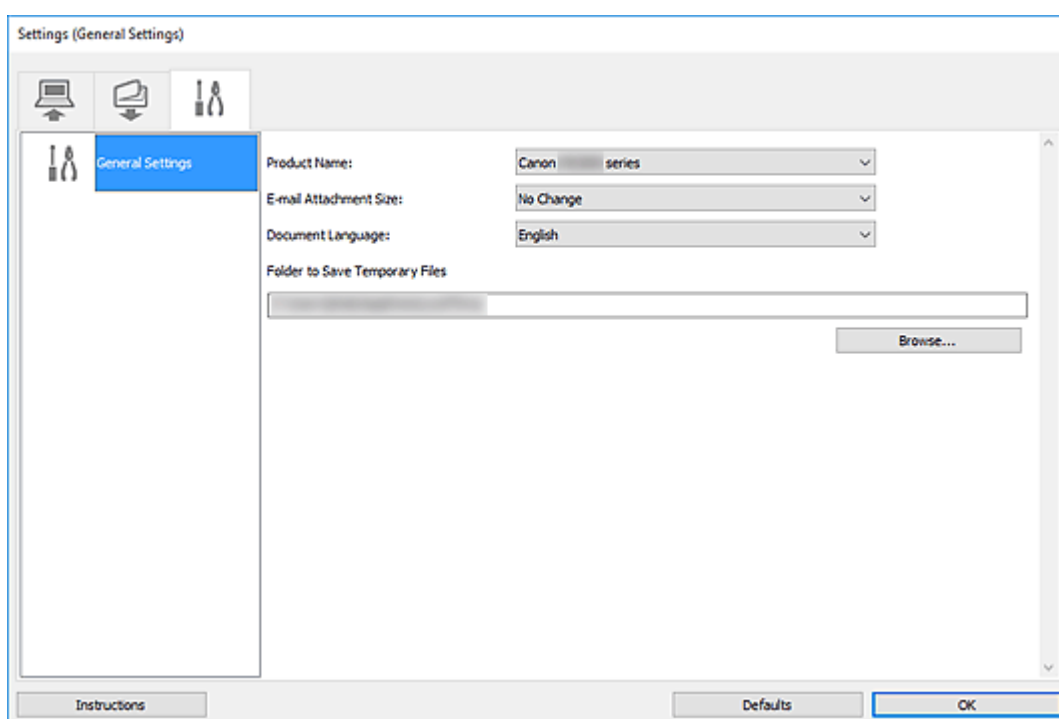 Settings (General Settings)
General Settings
Product Name:
Canon series
E-mail Attachment Size:
No Change
Document Language:
English
Folder to Save Temporary Files
Browse...
Instructions
Defaults
OK